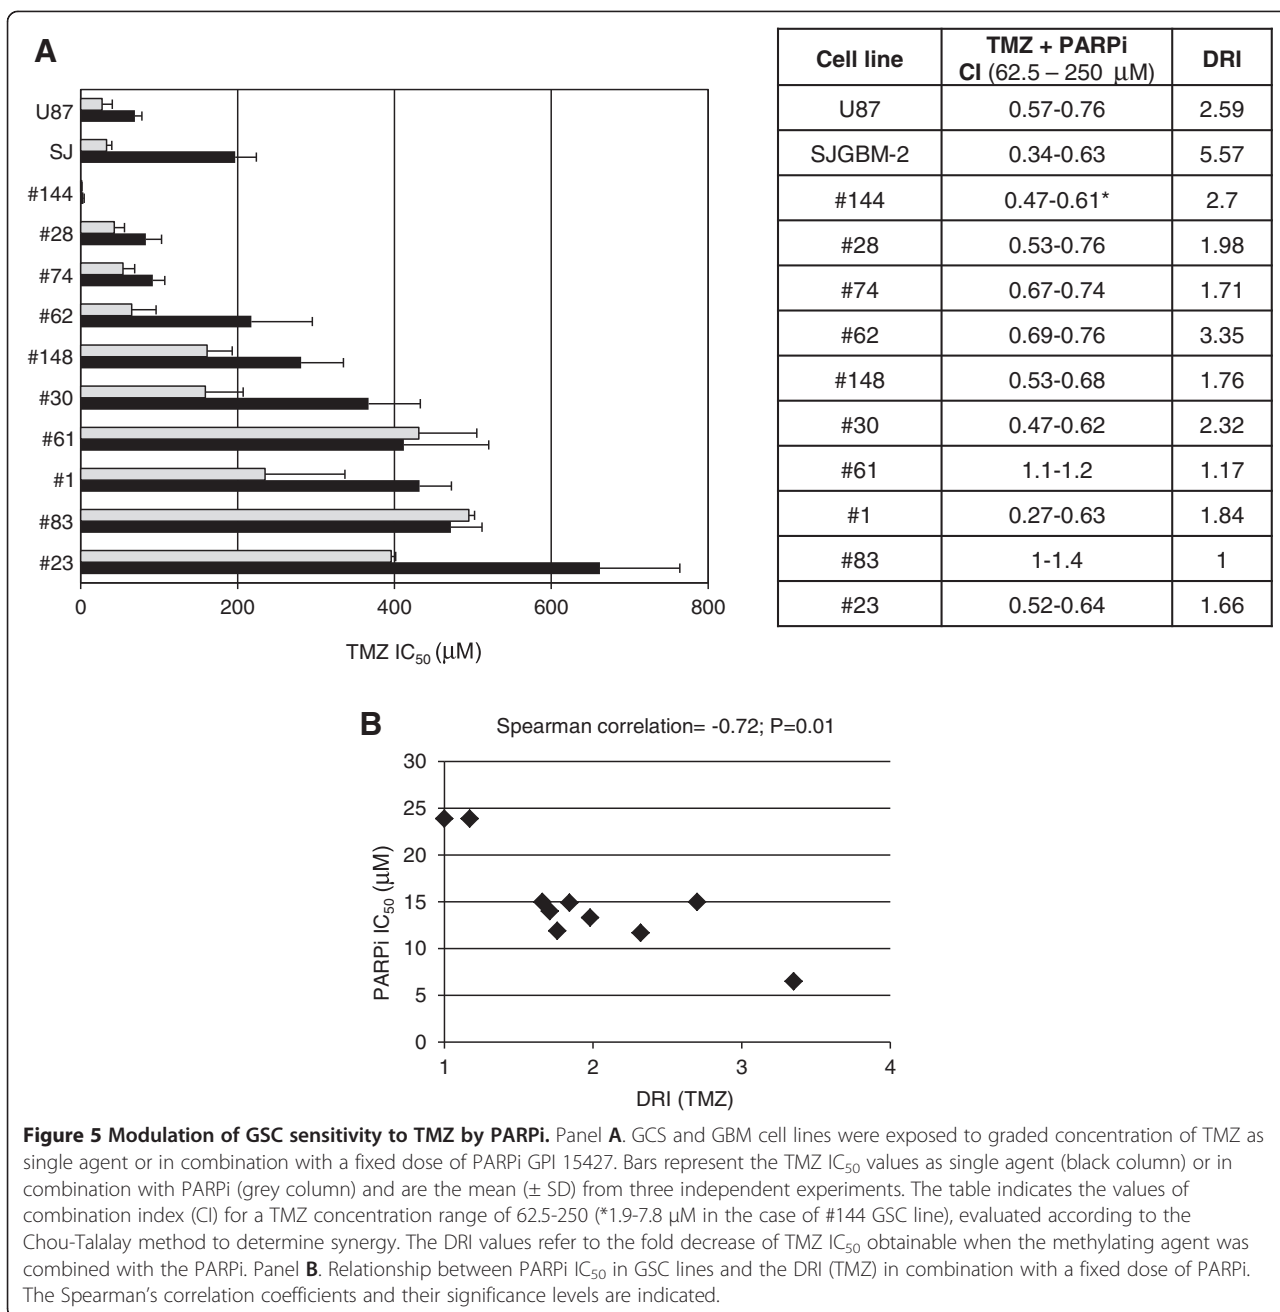 A
U87
SJ
#144
#28
#74
#62
#148
#30
#61
#1
#83
#23
0 200 400 600 800
TMZ IC50 (μM)
Cell line TMZ + PARPi CI (62.5 – 250 μM) DRI
U87 0.57-0.76 2.59
SJGBM-2 0.34-0.63 5.57
#144 0.47-0.61* 2.7
#28 0.53-0.76 1.98
#74 0.67-0.74 1.71
#62 0.69-0.76 3.35
#148 0.53-0.68 1.76
#30 0.47-0.62 2.32
#61 1.1-1.2 1.17
#1 0.27-0.63 1.84
#83 1-1.4 1
#23 0.52-0.64 1.66
B
Spearman correlation= -0.72; P=0.01
PARPi IC50 (μM)
30
25
20
15
10
5
0
1 2 3 4
DRI (TMZ)
Figure 5 Modulation of GSC sensitivity to TMZ by PARPi. Panel A. GCS and GBM cell lines were exposed to graded concentration of TMZ as
single agent or in combination with a fixed dose of PARPi GPI 15427. Bars represent the TMZ IC50 values as single agent (black column) or in
combination with PARPi (grey column) and are the mean (± SD) from three independent experiments. The table indicates the values of
combination index (CI) for a TMZ concentration range of 62.5-250 (*1.9-7.8 μM in the case of #144 GSC line), evaluated according to the
Chou-Talalay method to determine synergy. The DRI values refer to the fold decrease of TMZ IC50 obtainable when the methylating agent was
combined with the PARPi. Panel B. Relationship between PARPi IC50 in GSC lines and the DRI (TMZ) in combination with a fixed dose of PARPi.
The Spearman's correlation coefficients and their significance levels are indicated.